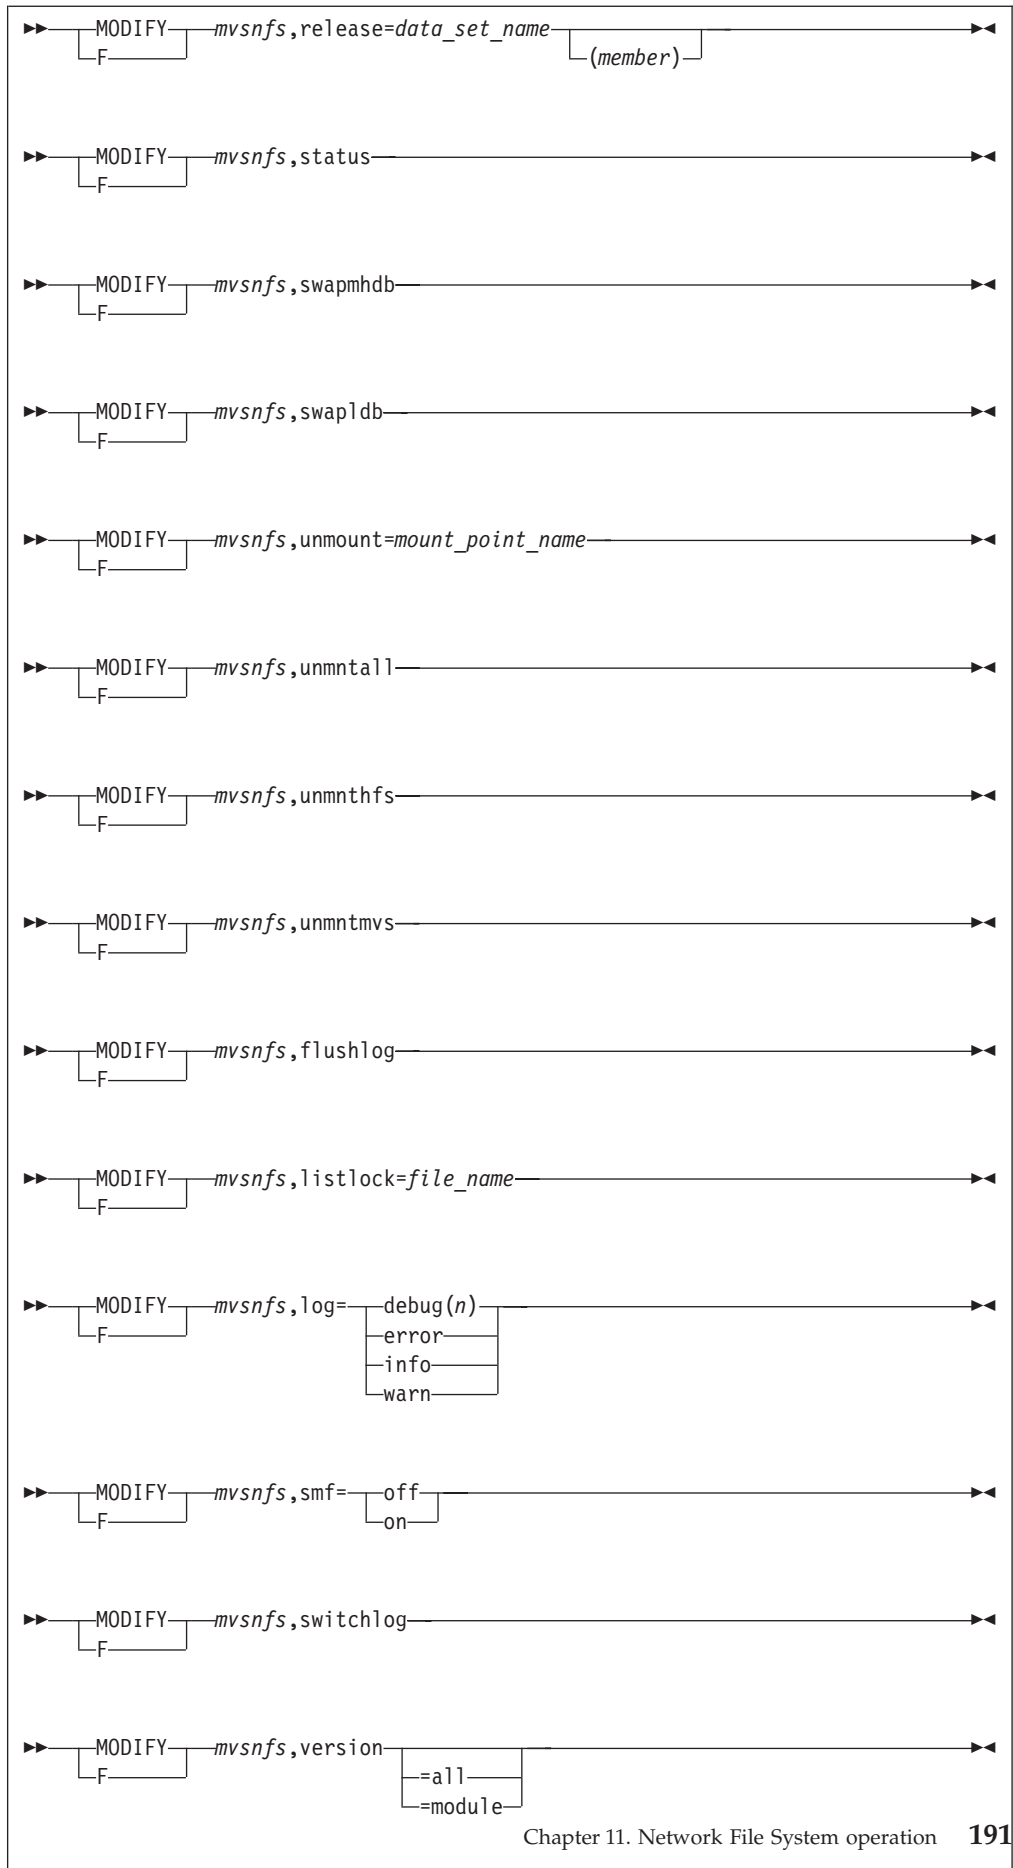 MODIFY mvsnfs,release=data_set_name
F (member)
MODIFY mvsnfs,status
F
MODIFY mvsnfs,swapmhdb
F
MODIFY mvsnfs,swapldb
F
MODIFY mvsnfs,unmount=mount_point_name
F
MODIFY mvsnfs,unmntall
F
MODIFY mvsnfs,unmnthfs
F
MODIFY mvsnfs,unmntmvs
F
MODIFY mvsnfs,flushlog
F
MODIFY mvsnfs,listlock=file_name
F
MODIFY mvsnfs,log= debug(n)
F error
info
warn
MODIFY mvsnfs,smf= off
F on
MODIFY mvsnfs,switchlog
F
MODIFY mvsnfs,version
F =all
=module
Chapter 11. Network File System operation 191